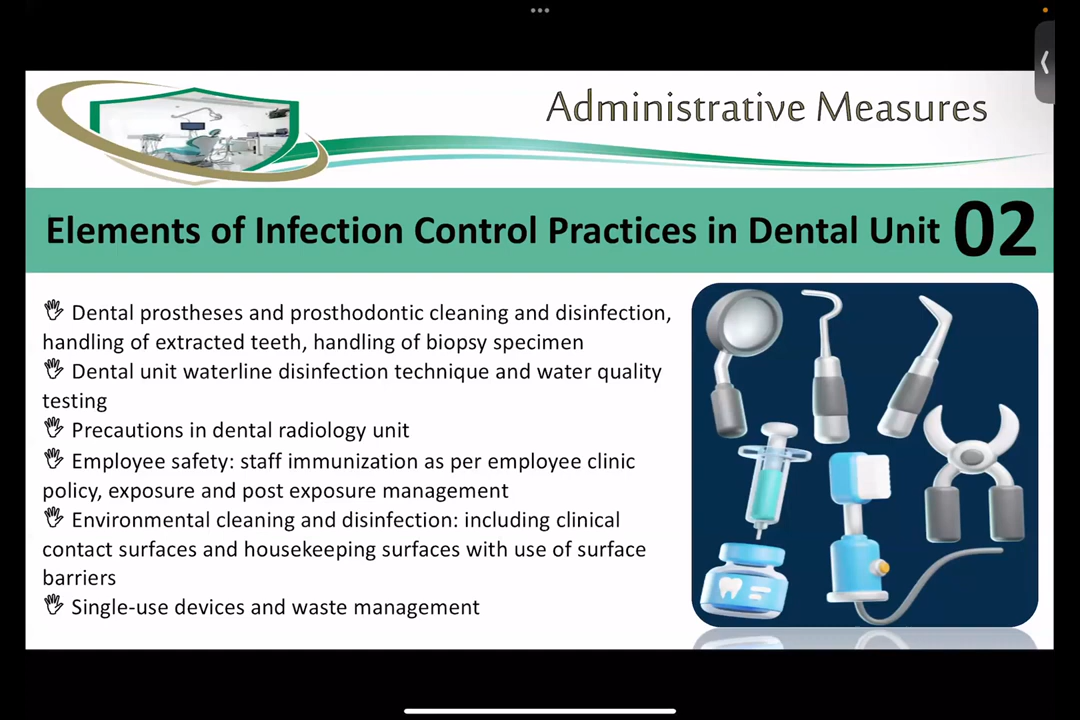 Administrative Measures
Elements of Infection Control Practices in Dental Unit 02
Dental prostheses and prosthodontic cleaning and disinfection,
handling of extracted teeth, handling of biopsy specimen
Dental unit waterline disinfection technique and water quality
testing
Precautions in dental radiology unit
Employee safety: staff immunization as per employee clinic
policy, exposure and post exposure management
Environmental cleaning and disinfection: including clinical
contact surfaces and housekeeping surfaces with use of surface
barriers
Single-use devices and waste management